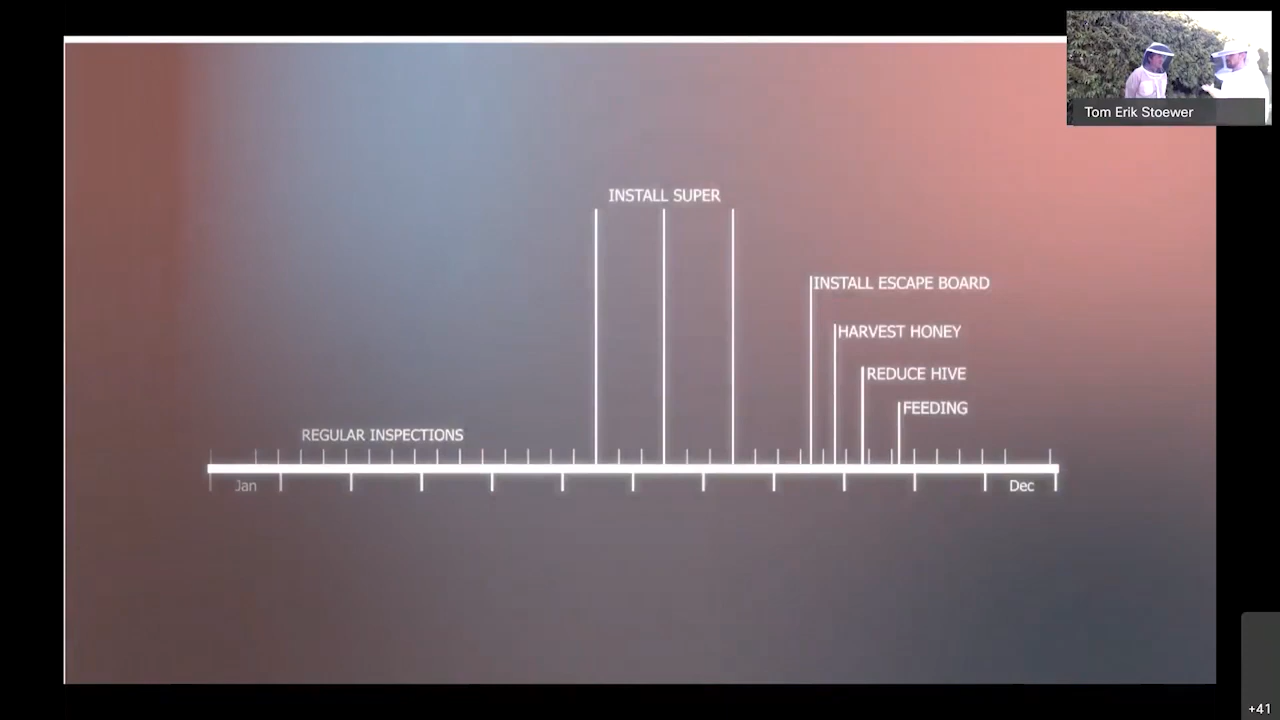 Tom Erik Stoewer
INSTALL SUPER
INSTALL ESCAPE BOARD
HARVEST HONEY
REDUCE HIVE
FEEDING
REGULAR INSPECTIONS
Jan
Dec
+41